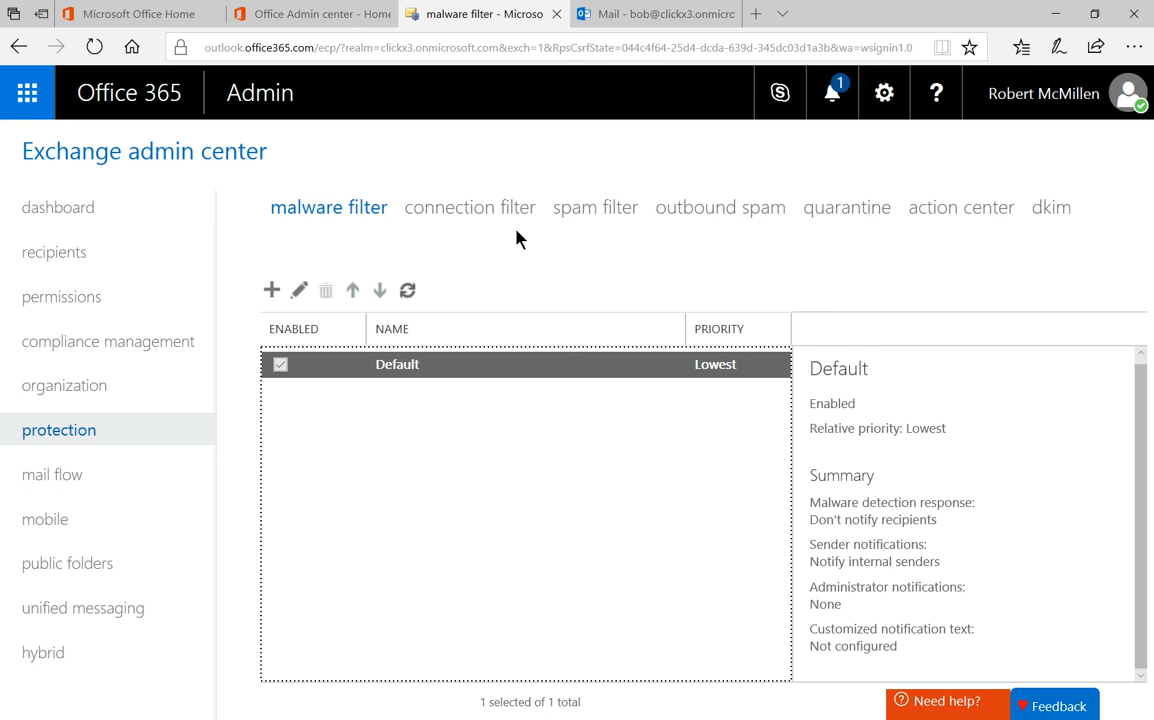 Microsoft Office Home
Office Admin center - Home
malware filter - Microso
Mail - bob@clickx3.onmicrc
outlook.office365.com/ecp/?realm=clickx3.onmicrosoft.com&exch=1&RpsCsrfState=044c4f64-25d4-dcda-639d-345dc03d1a3b&wa=wsignin1.0
Office 365
Admin
1
?
Robert McMillen
Exchange admin center
dashboard
recipients
permissions
compliance management
organization
protection
mail flow
mobile
public folders
unified messaging
hybrid
malware filter connection filter spam filter outbound spam quarantine action center dkim
ENABLED NAME PRIORITY
Default Lowest
1 selected of 1 total
Default
Enabled
Relative priority: Lowest
Summary
Malware detection response:
Don't notify recipients
Sender notifications:
Notify internal senders
Administrator notifications:
None
Customized notification text:
Not configured
? Need help?
Feedback